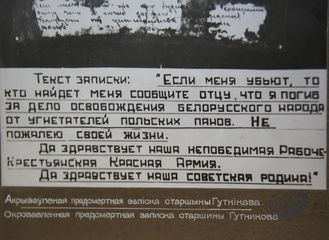 Текст записки: "Если меня убьют, то
кто найдет меня сообщите отцу, что я погиб
за дело освобождения белорусского народа
от угнетателей польских панов. Не
пожалею своей жизни.
Да здравствует наша непобедимая Рабоче-
Крестьянская Красная Армия.
Да здравствует наша советская родина!"
Акрываўленая прадсмертная запіска старшыны Гутнікава.
Окровавленная предсмертная записка старшины Гутникова.